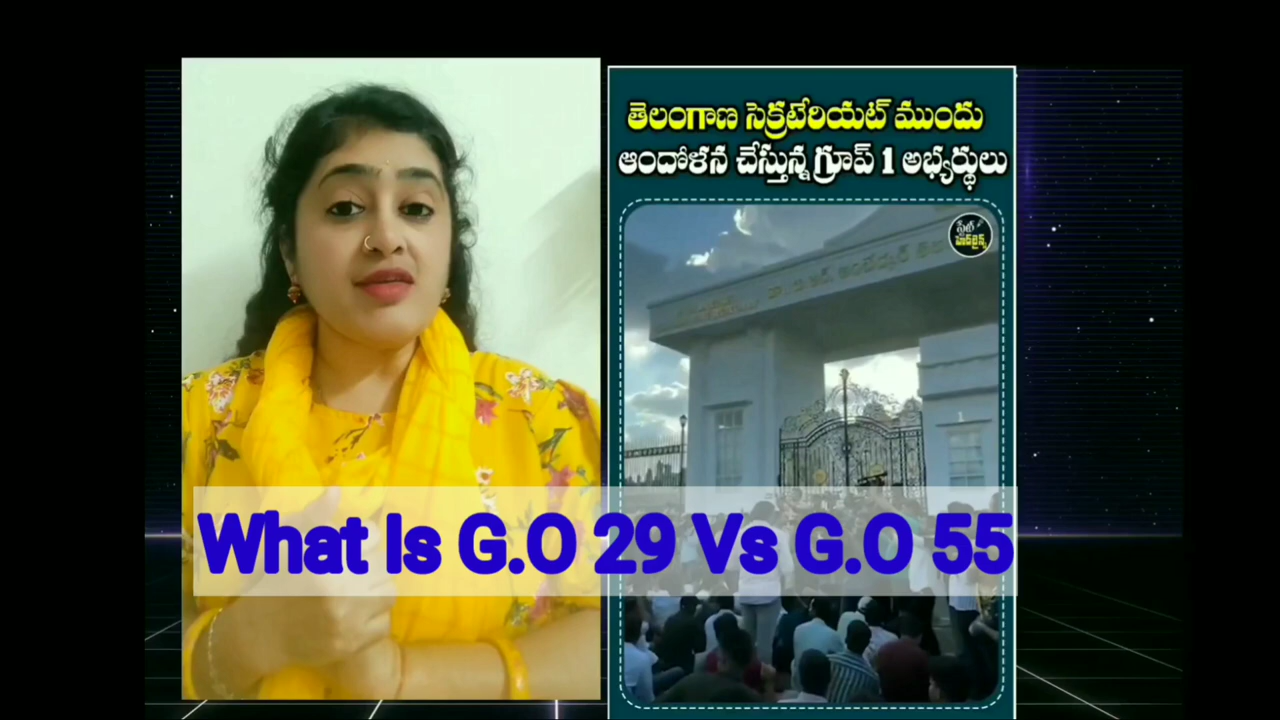 తెలంగాణ సెక్రటేరియట్ ముందు
ఆందోళన చేస్తున్న గ్రూప్ 1 అభ్యర్థులు
స్టేట్
హెడ్‌లైన్స్
What Is G.O 29 Vs G.O 55